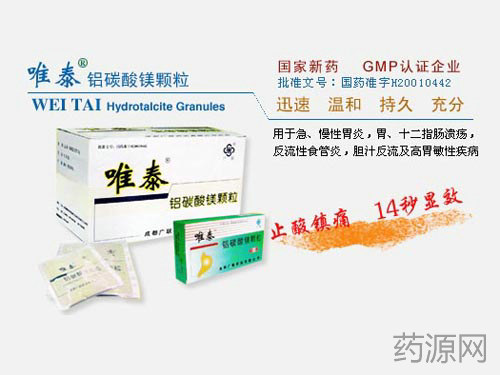 唯泰® 铝碳酸镁颗粒
WEI TAI Hydrotalcite Granules
国家新药 GMP认证企业
批准文号：国药准字H20010442
迅速 温和 持久 充分
用于急、慢性胃炎，胃、十二指肠溃疡，
反流性食管炎，胆汁反流及高胃敏性疾病
唯泰
铝碳酸镁颗粒
成都广联
唯泰
铝碳酸镁颗粒
止酸镇痛 14秒显效
药源网